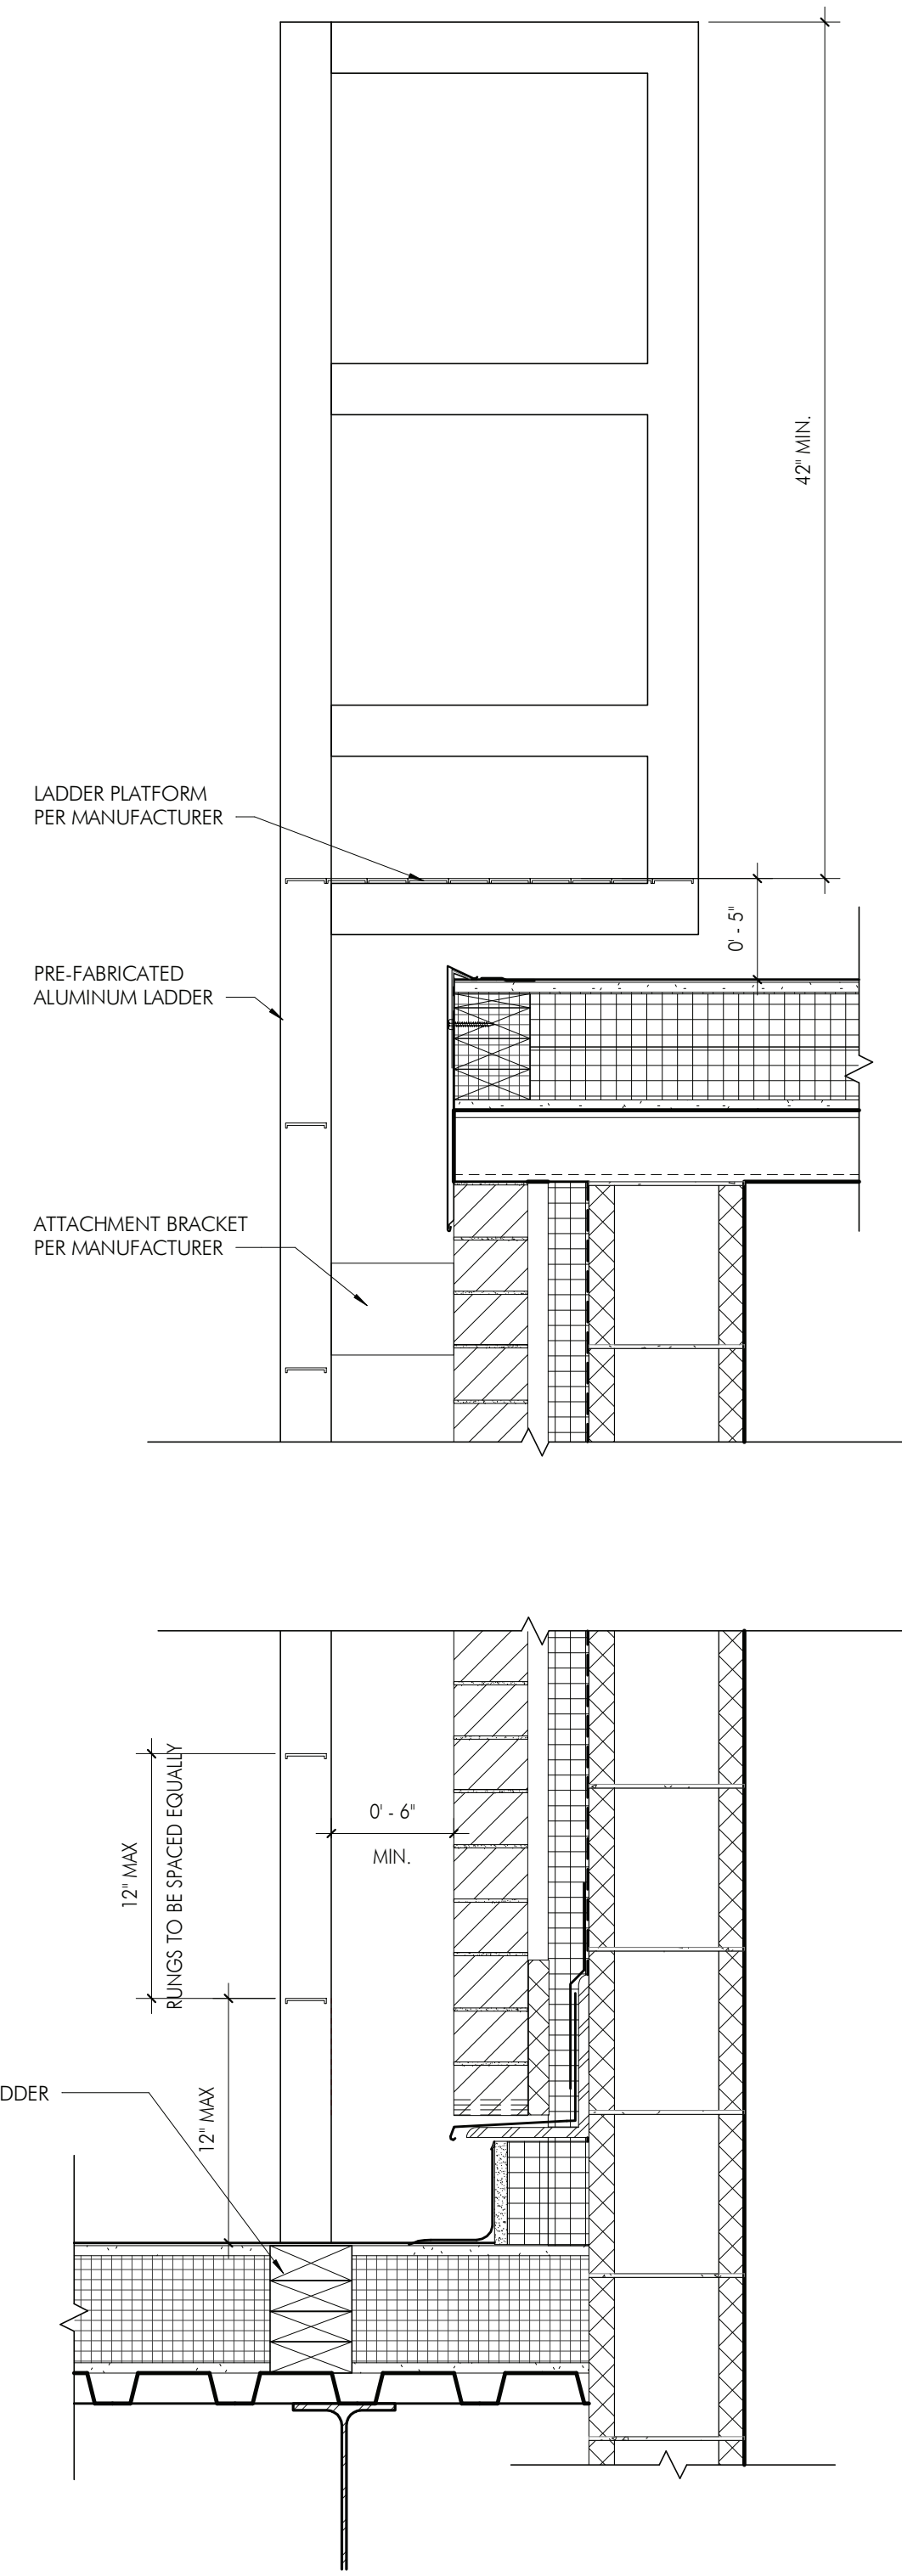 42" MIN.
LADDER PLATFORM
PER MANUFACTURER
0' - 5"
PRE-FABRICATED
ALUMINUM LADDER
ATTACHMENT BRACKET
PER MANUFACTURER
12" MAX
RUNGS TO BE SPACED EQUALLY
0' - 6"
MIN.
12" MAX
DDER